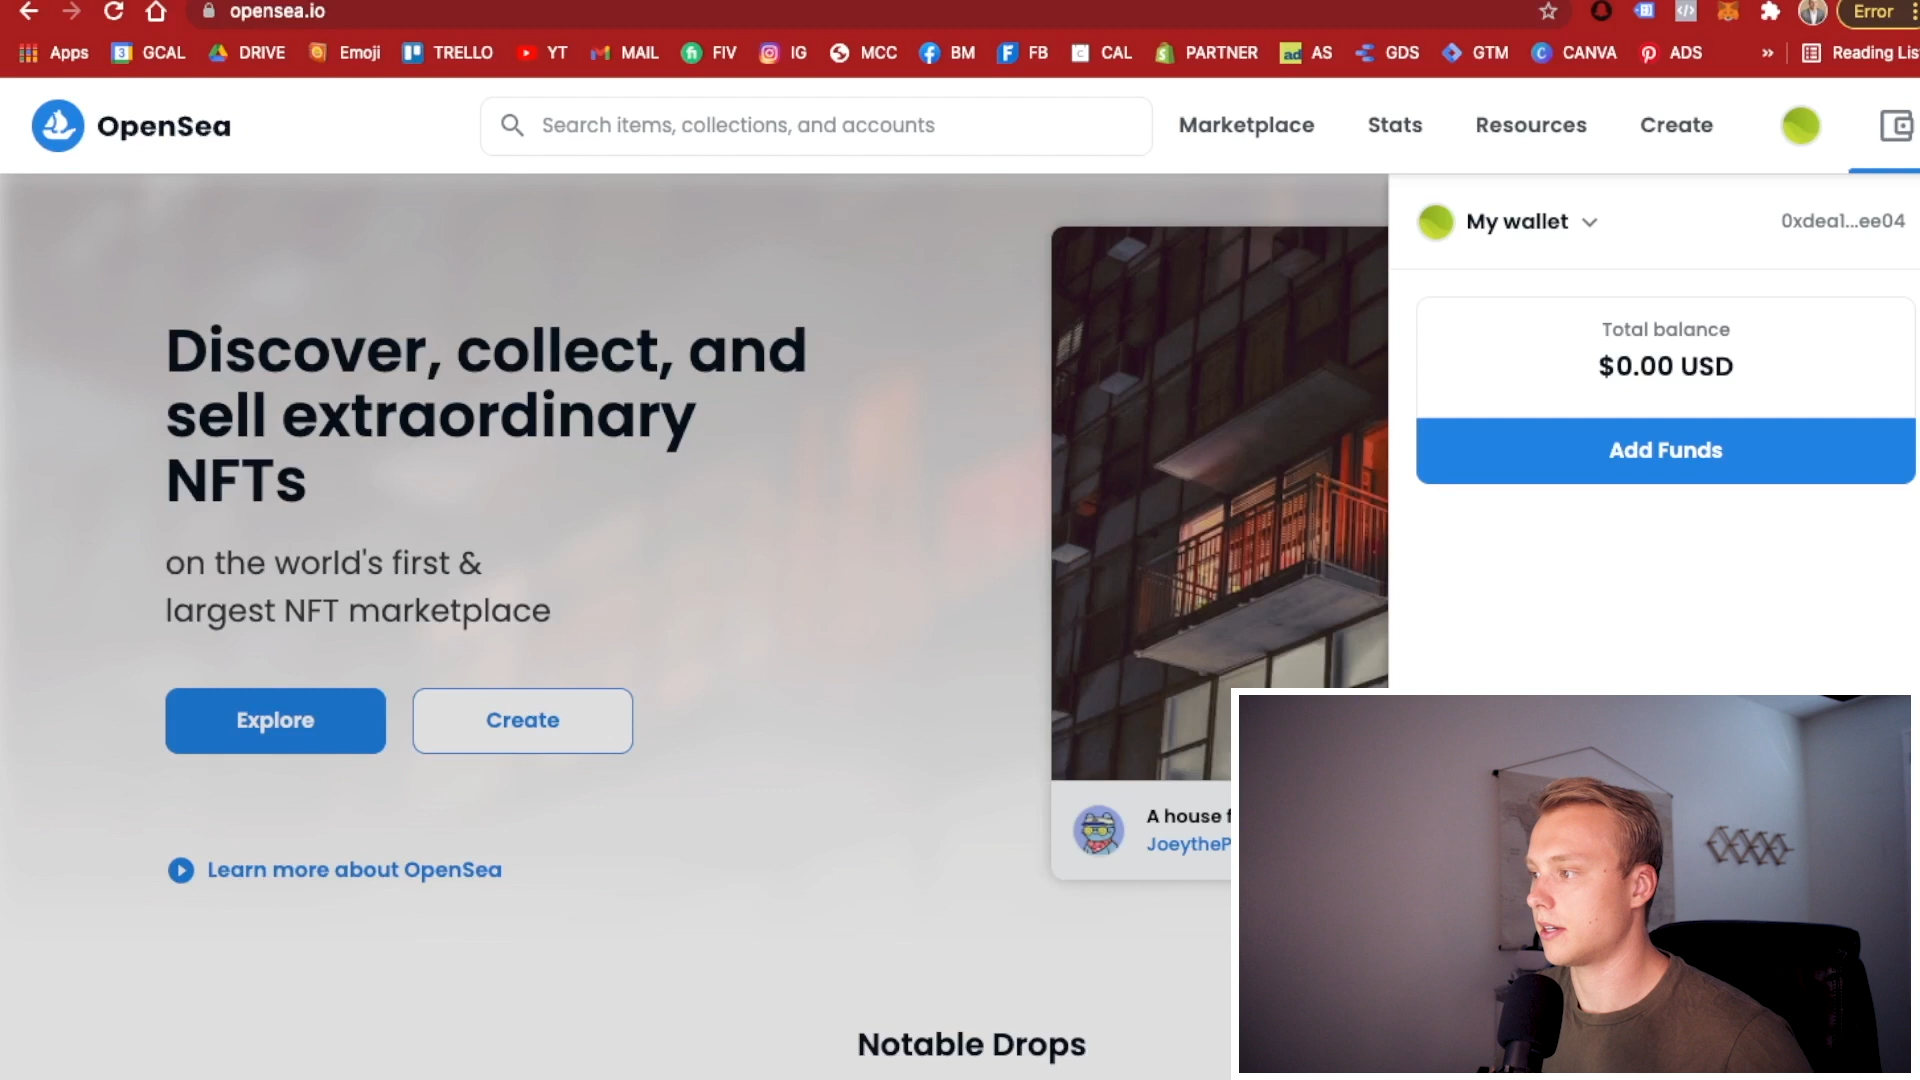 opensea.io
Error
Apps
GCAL
DRIVE
Emoji
TRELLO
YT
MAIL
FIV
IG
MCC
BM
FB
CAL
PARTNER
ad AS
GDS
GTM
CANVA
ADS
»
Reading Lis
OpenSea
Search items, collections, and accounts
Marketplace
Stats
Resources
Create
My wallet
0xdea1...ee04
Total balance
$0.00 USD
Add Funds
Discover, collect, and
sell extraordinary
NFTs
on the world's first &
largest NFT marketplace
Explore
Create
A house f
JoeytheP
Learn more about OpenSea
Notable Drops